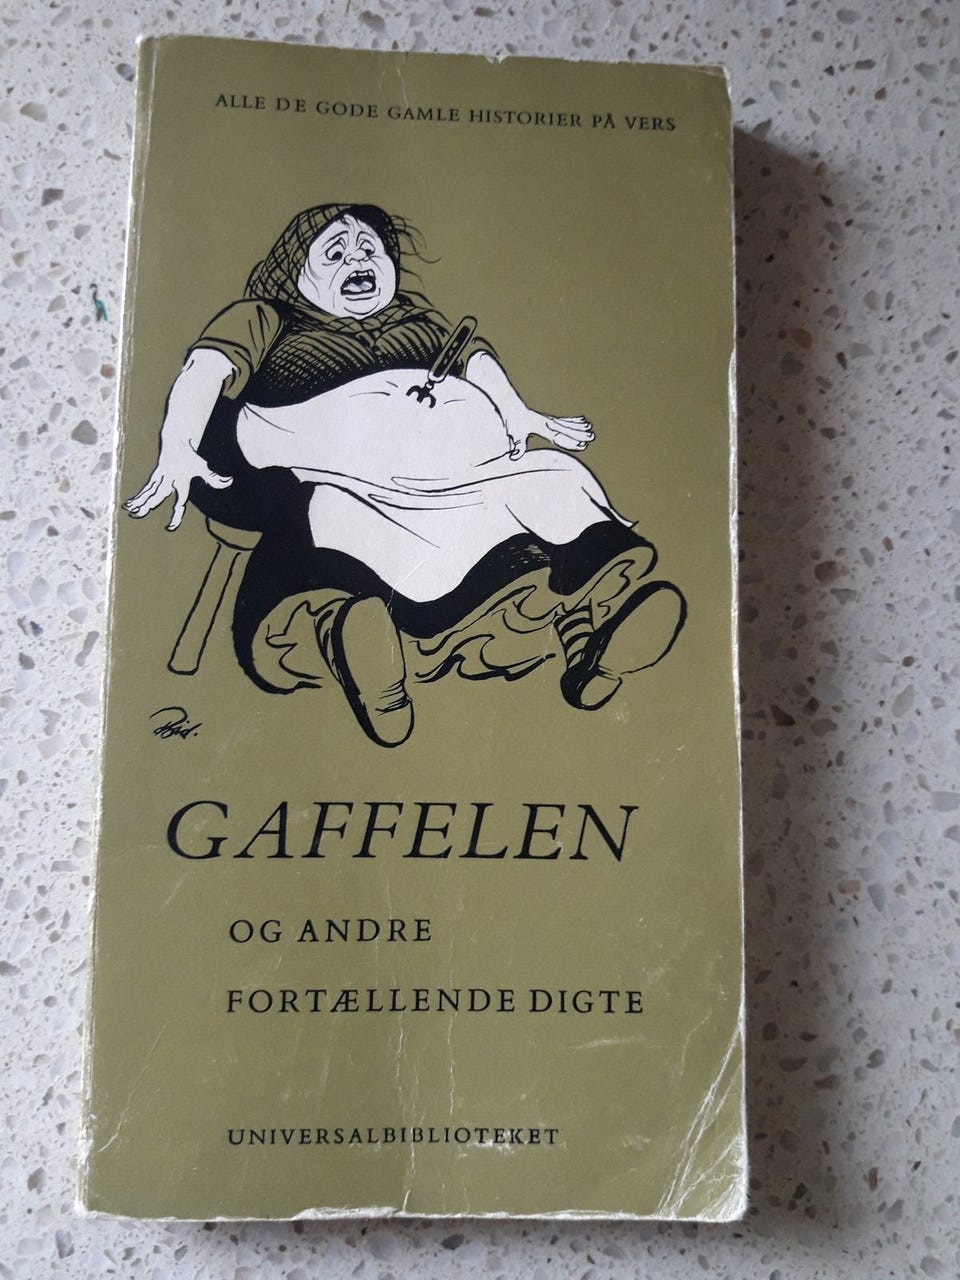 ALLE DE GODE GAMLE HISTORIER PÅ VERS
GAFFELEN
OG ANDRE
FORTÆLLENDE DIGTE
UNIVERSALBIBLIOTEKET